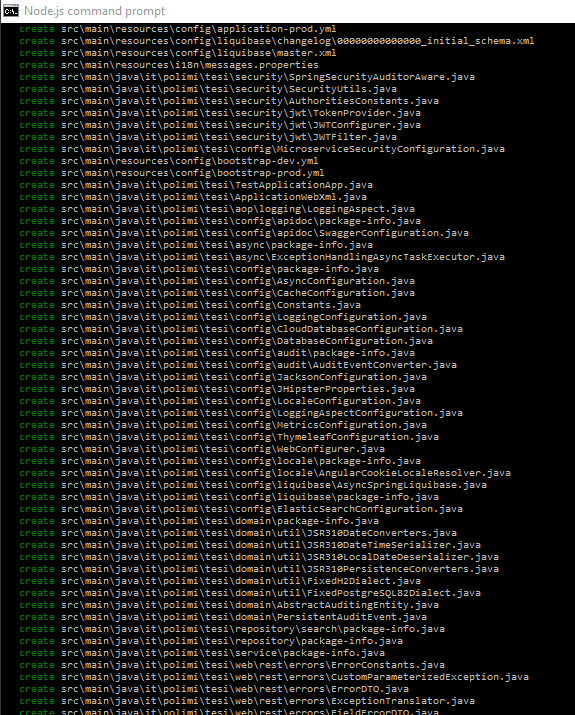 Node.js command prompt
create src\main\resources\config\application-prod.yml
create src\main\resources\config\liquibase\changelog\00000000000000_initial_schema.xml
create src\main\resources\config\liquibase\master.xml
create src\main\resources\i18n\messages.properties
create src\main\java\it\polimi\tesi\security\SpringSecurityAuditorAware.java
create src\main\java\it\polimi\tesi\security\SecurityUtils.java
create src\main\java\it\polimi\tesi\security\AuthoritiesConstants.java
create src\main\java\it\polimi\tesi\security\jwt\TokenProvider.java
create src\main\java\it\polimi\tesi\security\jwt\JWTConfigurer.java
create src\main\java\it\polimi\tesi\security\jwt\JWTFilter.java
create src\main\java\it\polimi\tesi\config\MicroserviceSecurityConfiguration.java
create src\main\resources\config\bootstrap-dev.yml
create src\main\resources\config\bootstrap-prod.yml
create src\main\java\it\polimi\tesi\TestApplicationApp.java
create src\main\java\it\polimi\tesi\ApplicationWebXml.java
create src\main\java\it\polimi\tesi\aop\logging\LoggingAspect.java
create src\main\java\it\polimi\tesi\config\apidoc\package-info.java
create src\main\java\it\polimi\tesi\config\apidoc\SwaggerConfiguration.java
create src\main\java\it\polimi\tesi\async\package-info.java
create src\main\java\it\polimi\tesi\async\ExceptionHandlingAsyncTaskExecutor.java
create src\main\java\it\polimi\tesi\config\package-info.java
create src\main\java\it\polimi\tesi\config\AsyncConfiguration.java
create src\main\java\it\polimi\tesi\config\CacheConfiguration.java
create src\main\java\it\polimi\tesi\config\Constants.java
create src\main\java\it\polimi\tesi\config\LoggingConfiguration.java
create src\main\java\it\polimi\tesi\config\CloudDatabaseConfiguration.java
create src\main\java\it\polimi\tesi\config\DatabaseConfiguration.java
create src\main\java\it\polimi\tesi\config\audit\package-info.java
create src\main\java\it\polimi\tesi\config\audit\AuditEventConverter.java
create src\main\java\it\polimi\tesi\config\JacksonConfiguration.java
create src\main\java\it\polimi\tesi\config\JHipsterProperties.java
create src\main\java\it\polimi\tesi\config\LocaleConfiguration.java
create src\main\java\it\polimi\tesi\config\LoggingAspectConfiguration.java
create src\main\java\it\polimi\tesi\config\MetricsConfiguration.java
create src\main\java\it\polimi\tesi\config\ThymeleafConfiguration.java
create src\main\java\it\polimi\tesi\config\WebConfigurer.java
create src\main\java\it\polimi\tesi\config\locale\package-info.java
create src\main\java\it\polimi\tesi\config\locale\AngularCookieLocaleResolver.java
create src\main\java\it\polimi\tesi\config\liquibase\AsyncSpringLiquibase.java
create src\main\java\it\polimi\tesi\config\liquibase\package-info.java
create src\main\java\it\polimi\tesi\config\ElasticSearchConfiguration.java
create src\main\java\it\polimi\tesi\domain\package-info.java
create src\main\java\it\polimi\tesi\domain\util\JSR310DateConverters.java
create src\main\java\it\polimi\tesi\domain\util\JSR310DateTimeSerializer.java
create src\main\java\it\polimi\tesi\domain\util\JSR310LocalDateDeserializer.java
create src\main\java\it\polimi\tesi\domain\util\JSR310PersistenceConverters.java
create src\main\java\it\polimi\tesi\domain\util\FixedH2Dialect.java
create src\main\java\it\polimi\tesi\domain\util\FixedPostgreSQL82Dialect.java
create src\main\java\it\polimi\tesi\domain\AbstractAuditingEntity.java
create src\main\java\it\polimi\tesi\domain\PersistentAuditEvent.java
create src\main\java\it\polimi\tesi\repository\search\package-info.java
create src\main\java\it\polimi\tesi\repository\package-info.java
create src\main\java\it\polimi\tesi\service\package-info.java
create src\main\java\it\polimi\tesi\web\rest\errors\ErrorConstants.java
create src\main\java\it\polimi\tesi\web\rest\errors\CustomParameterizedException.java
create src\main\java\it\polimi\tesi\web\rest\errors\ErrorDTO.java
create src\main\java\it\polimi\tesi\web\rest\errors\ExceptionTranslator.java
create src\main\java\it\polimi\tesi\web\rest\errors\FieldErrorDTO.java